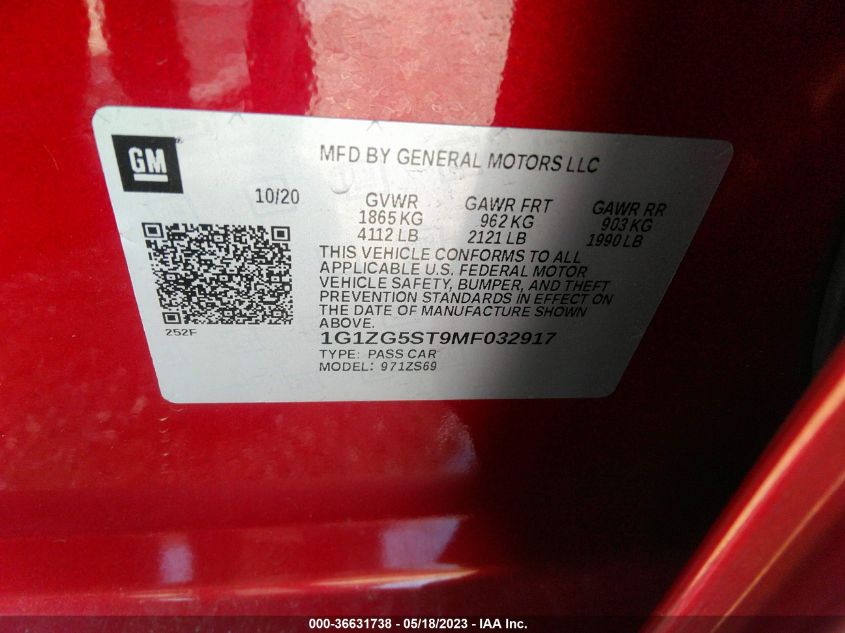 GM
MFD BY GENERAL MOTORS LLC
10/20
GVWR GAWR FRT GAWR RR
1865 KG 962 KG 903 KG
4112 LB 2121 LB 1990 LB
THIS VEHICLE CONFORMS TO ALL
APPLICABLE U.S. FEDERAL MOTOR
VEHICLE SAFETY, BUMPER, AND THEFT
PREVENTION STANDARDS IN EFFECT ON
THE DATE OF MANUFACTURE SHOWN
ABOVE.
252F
1G1ZG5ST9MF032917
TYPE: PASS CAR
MODEL: 971ZS69
000-36631738 - 05/18/2023 - IAA Inc.